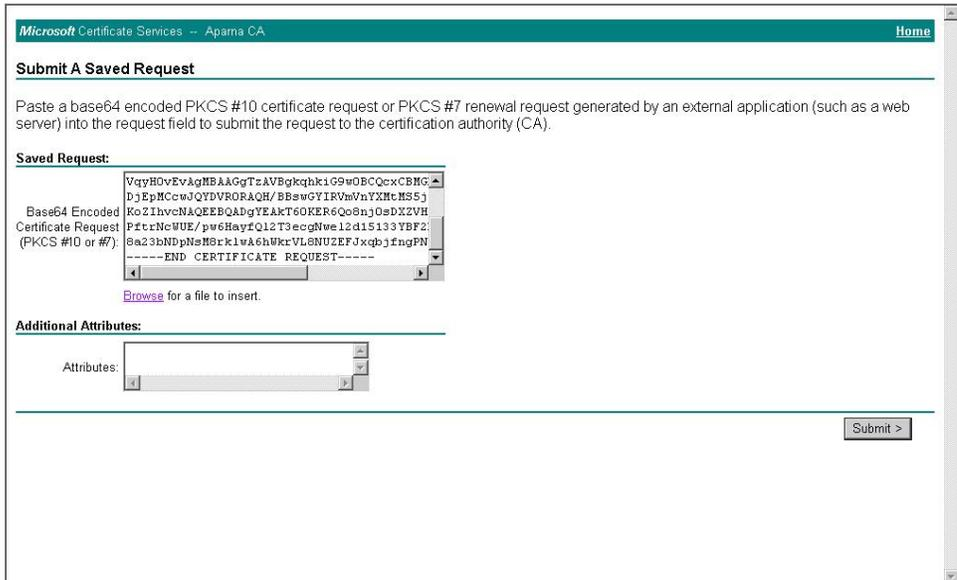 Microsoft Certificate Services -- Aparna CA Home
Submit A Saved Request
Paste a base64 encoded PKCS #10 certificate request or PKCS #7 renewal request generated by an external application (such as a web
server) into the request field to submit the request to the certification authority (CA).
Saved Request:
Base64 Encoded
Certificate Request
(PKCS #10 or #7):
VqyHOvEvAgMBAAGgTzAVBgkqhkiG9w0BCQcxCBMG
DjEpMCcwJQYDVR0RAQH/BBswGYIRVmVnYXMtMS5j
KoZIhvcNAQEEBQADgYEAkT6OKER6Qo8nj0sDXZVH
PftrNcWUE/pw6HayfQl2T3ecgNwel2d15133YBF2
8a23bNDpNsM8rklwA6hWkrVL8NUZEFJxqbjfngPN
-----END CERTIFICATE REQUEST-----
Browse for a file to insert.
Additional Attributes:
Attributes:
Submit >